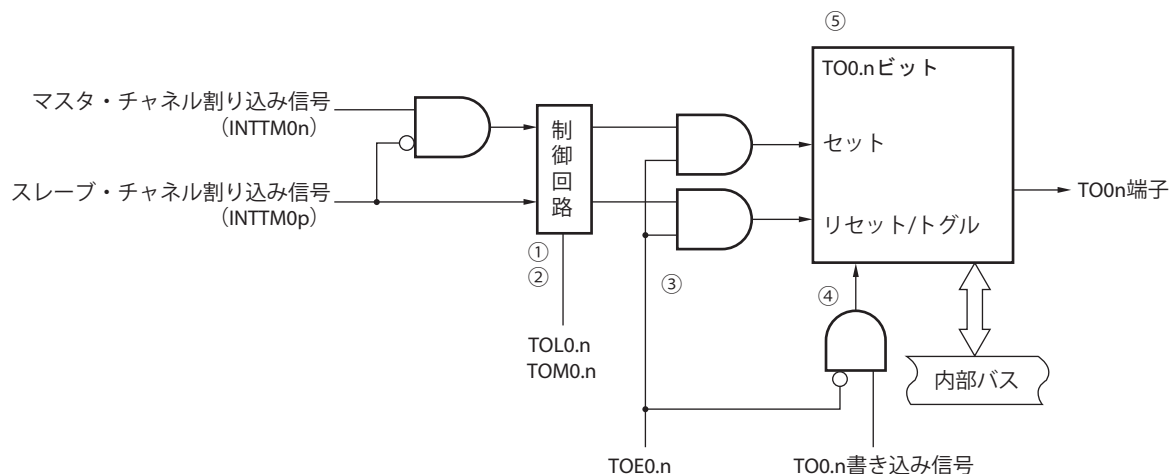 ⑤
TO0.nビット
マスタ・チャネル割り込み信号
（INTTM0n）
制御回路
セット
スレーブ・チャネル割り込み信号
（INTTM0p）
TO0n端子
リセット/トグル
①
②
③
④
TOL0.n
TOM0.n
内部バス
TOE0.n
TO0.n書き込み信号